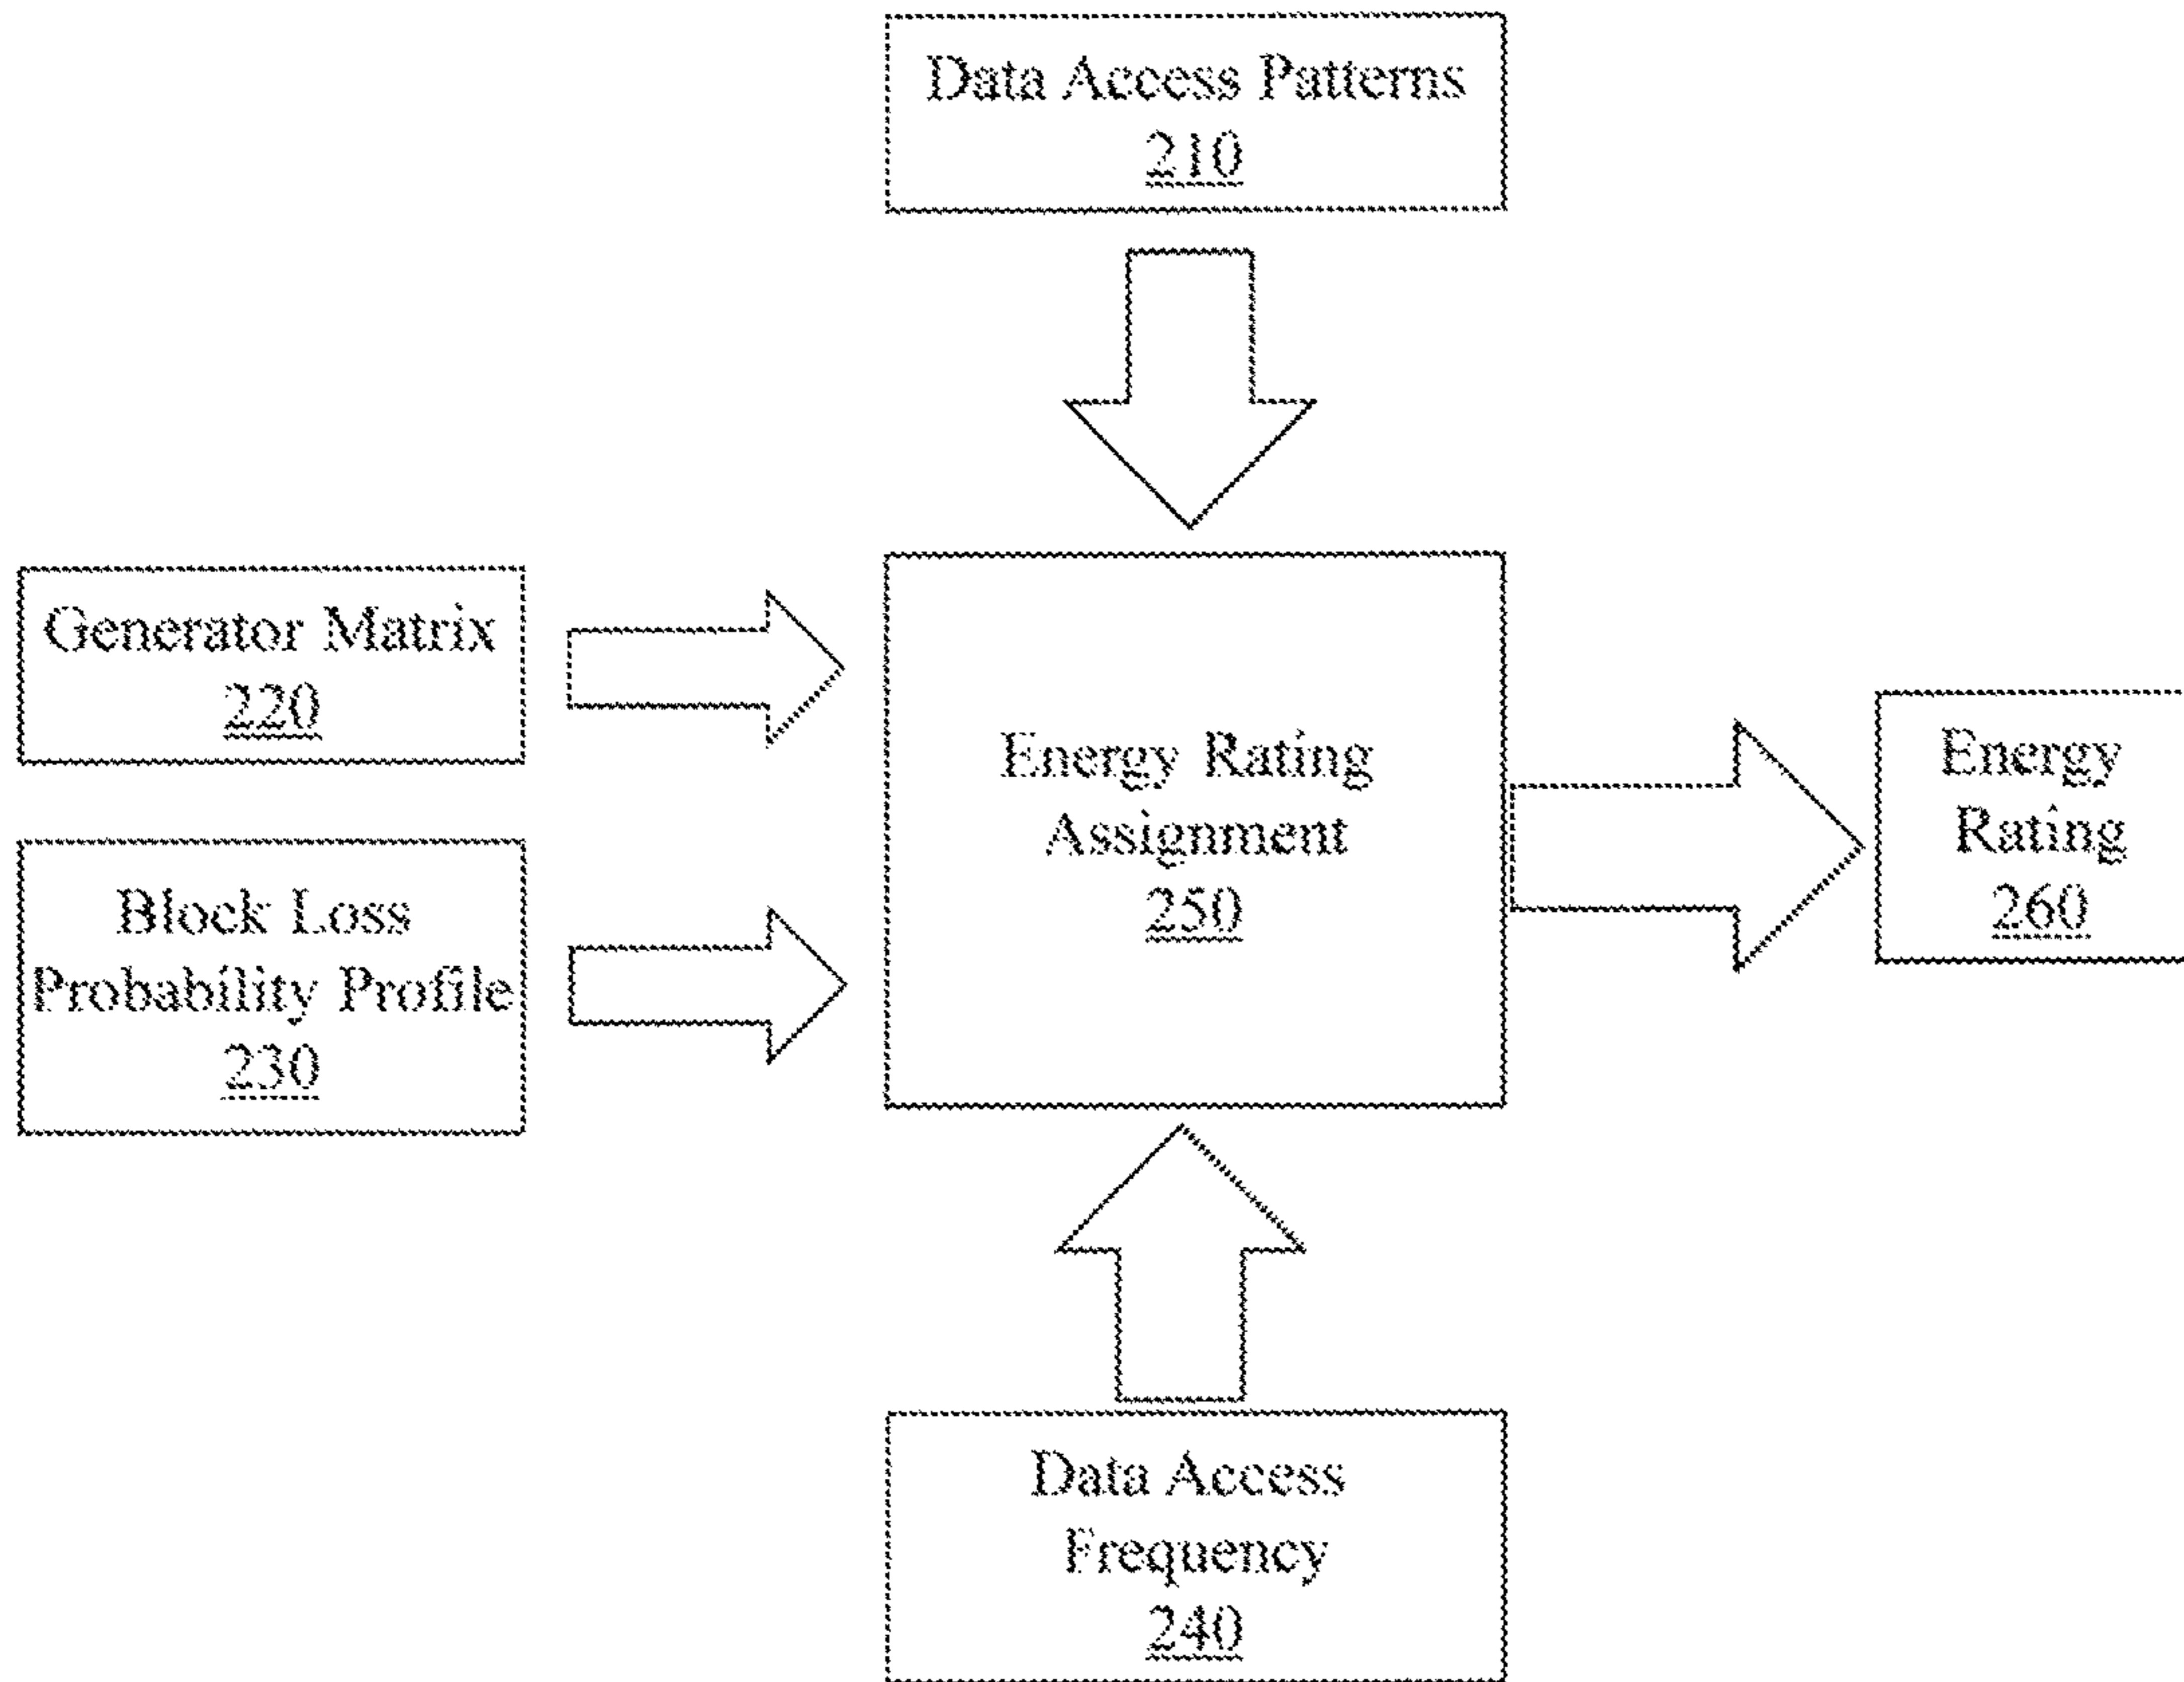 Data Access Patterns
210
Generator Matrix
220
Block Loss
Probability Profile
230
Energy Rating
Assignment
250
Energy
Rating
260
Data Access
Frequency
240